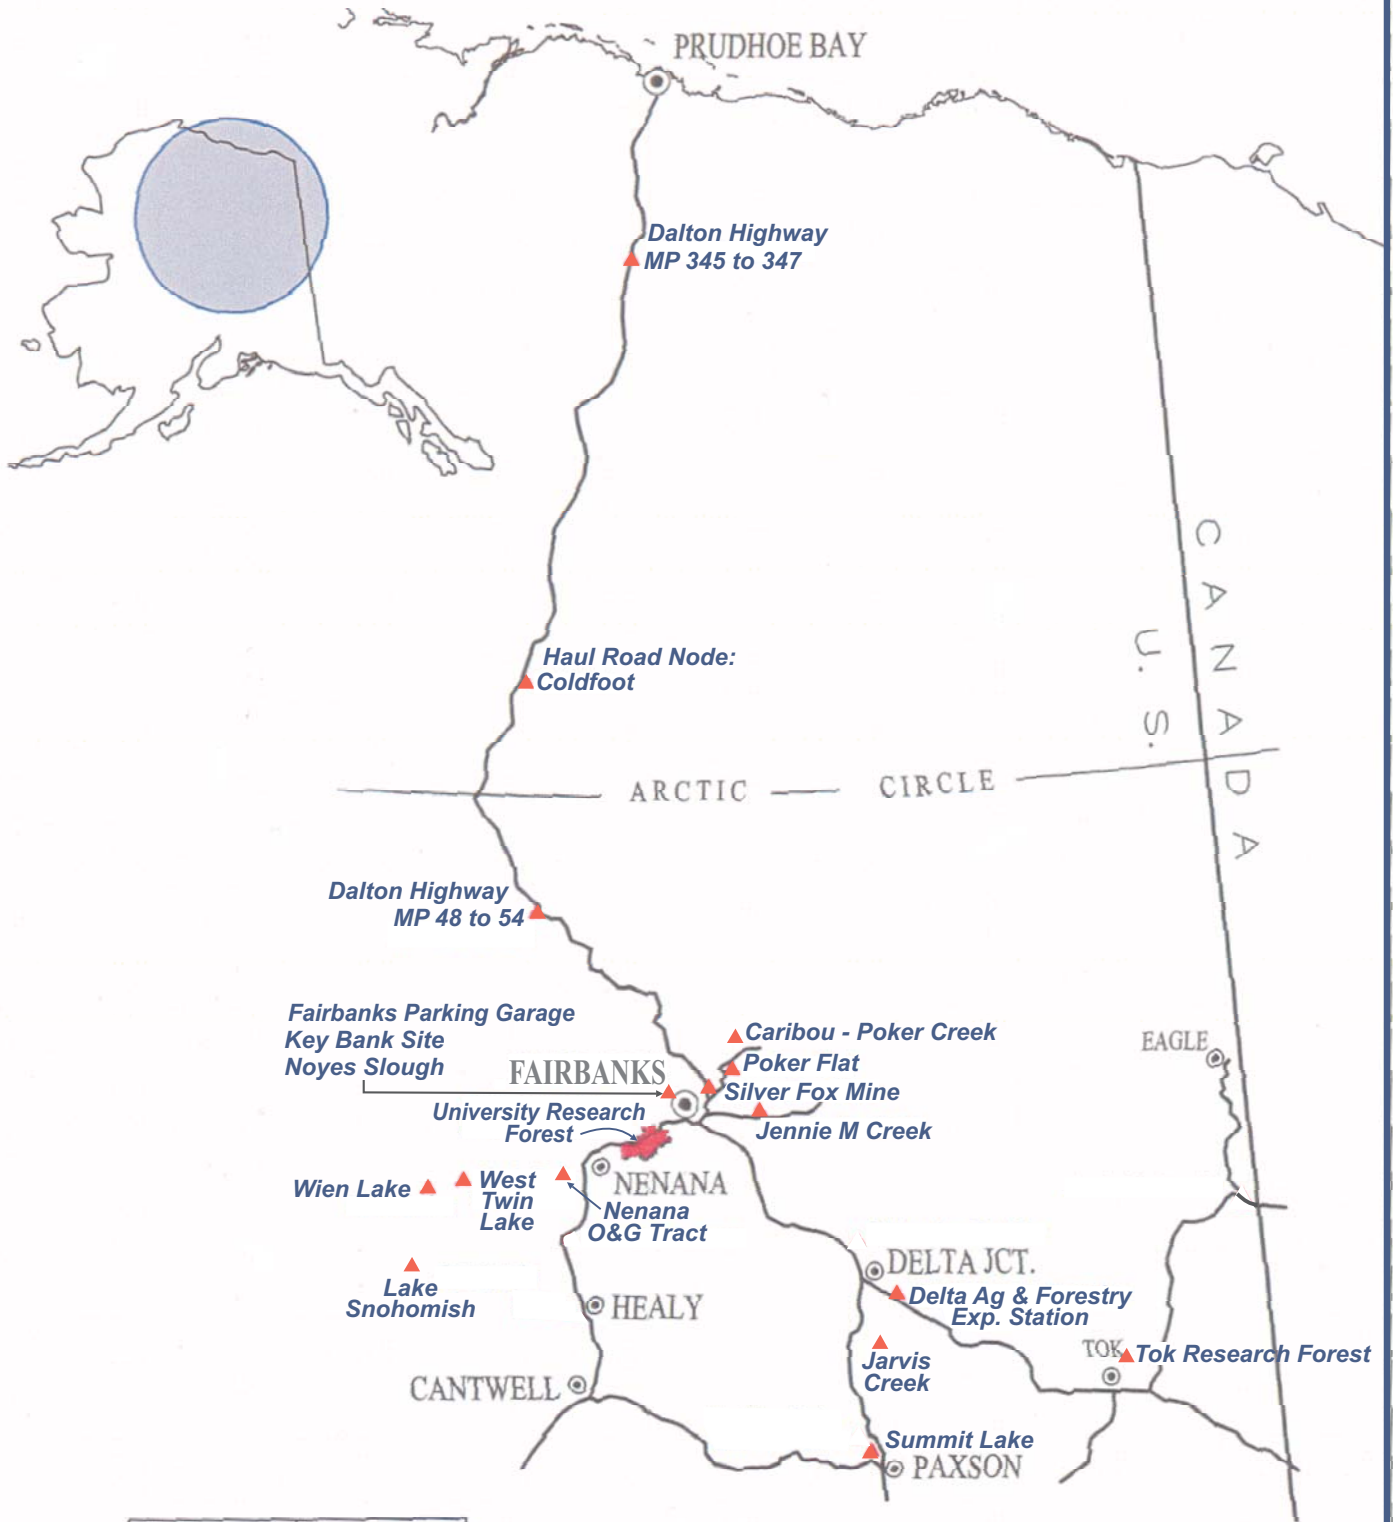 PRUDHOE BAY
Dalton Highway
MP 345 to 347
CANADA
U. S.
Haul Road Node:
Coldfoot
ARCTIC CIRCLE
Dalton Highway
MP 48 to 54
Fairbanks Parking Garage
Key Bank Site
Noyes Slough
FAIRBANKS
Caribou - Poker Creek
Poker Flat
Silver Fox Mine
Jennie M Creek
EAGLE
University Research
Forest
NENANA
Wien Lake
West
Twin
Lake
Nenana
O&G Tract
Lake
Snohomish
HEALY
DELTA JCT.
Delta Ag & Forestry
Exp. Station
Jarvis
Creek
TOK
Tok Research Forest
CANTWELL
Summit Lake
PAXSON